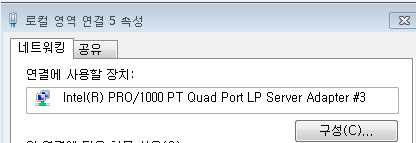 로컬 영역 연결 5 속성
네트워킹
공유
연결에 사용할 장치:
Intel(R) PRO/1000 PT Quad Port LP Server Adapter #3
구성(C)...